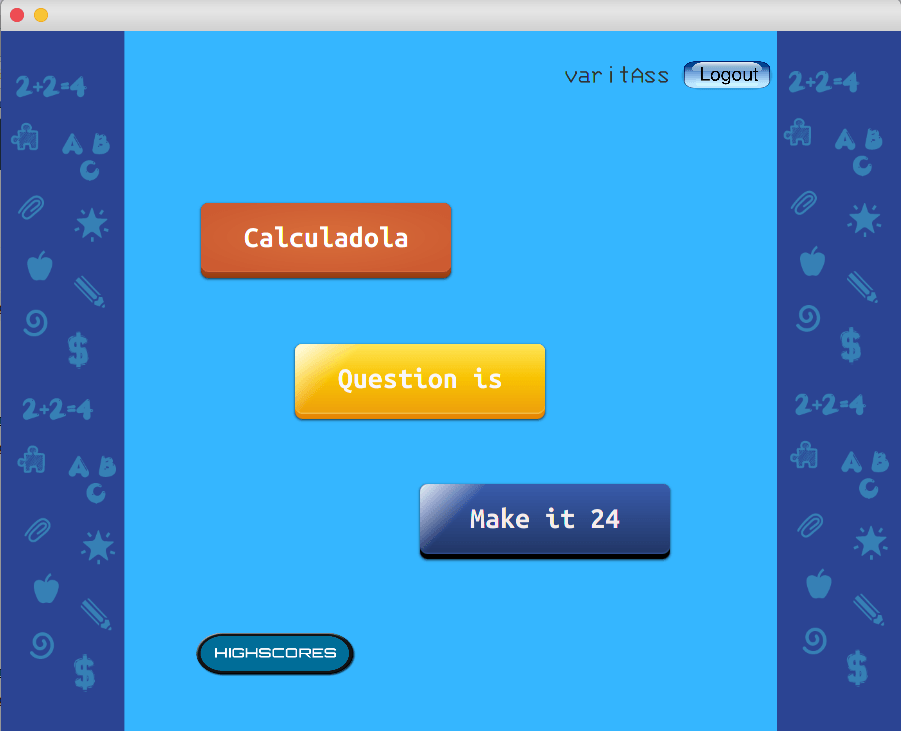 varitAss Logout
2+2=4
2+2=4
A B
C
A B
C
Calculadola
$
$
Question is
2+2=4
2+2=4
A B
C
A B
C
Make it 24
HIGHSCORES
$
$